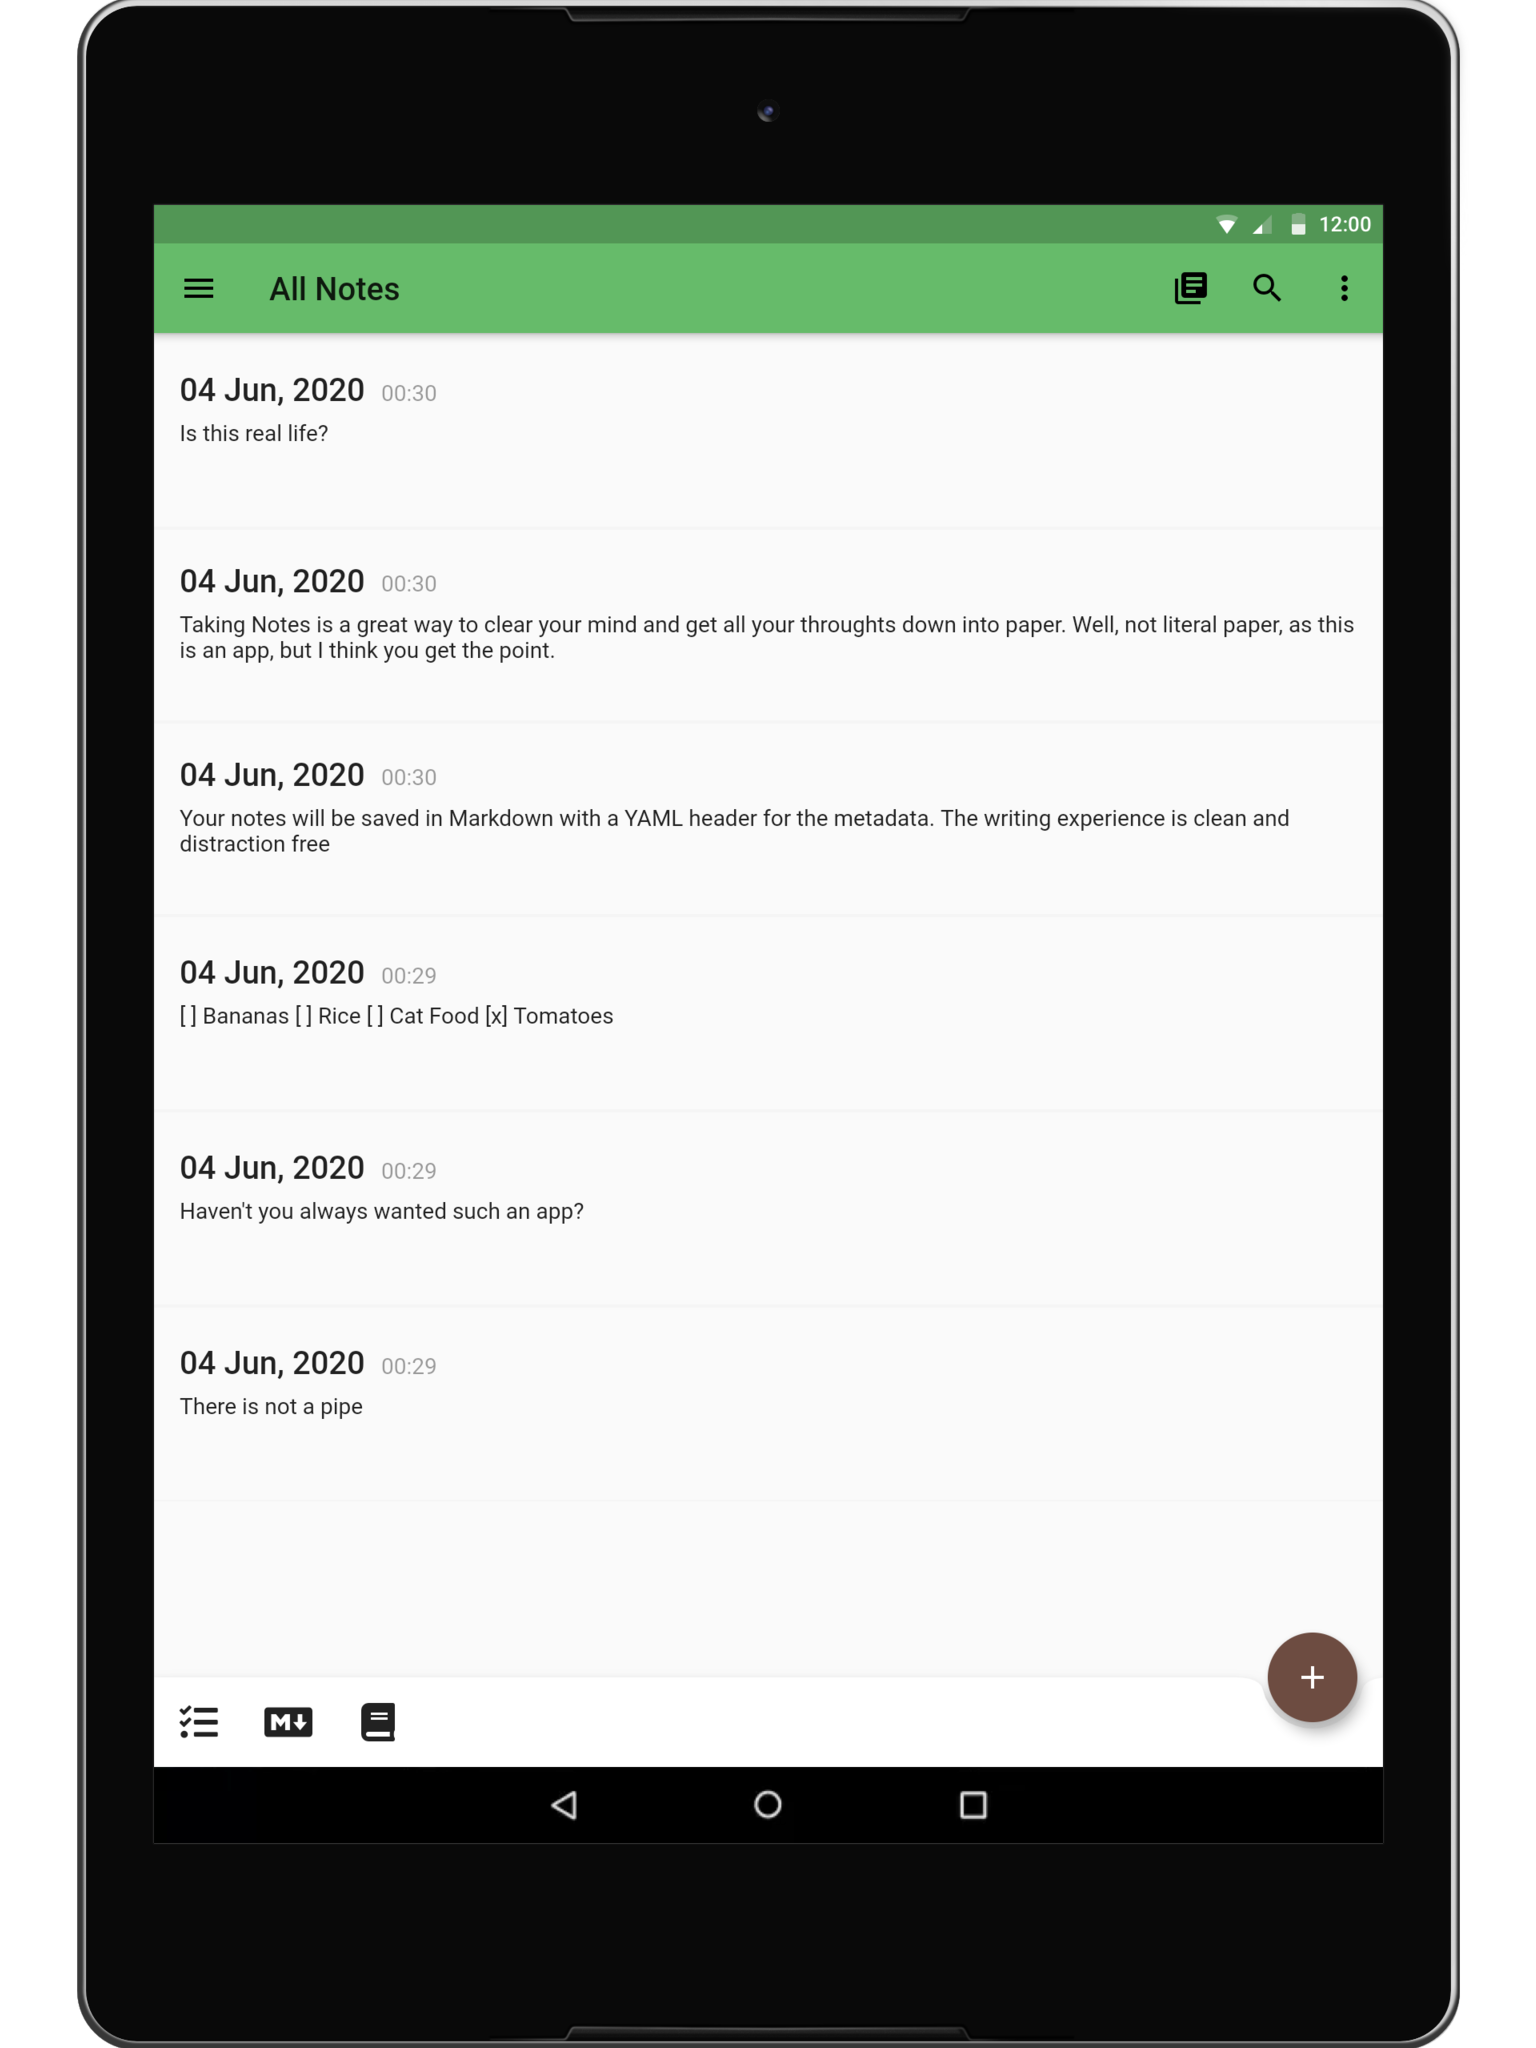 12:00
All Notes
04 Jun, 2020 00:30
Is this real life?
04 Jun, 2020 00:30
Taking Notes is a great way to clear your mind and get all your throughts down into paper. Well, not literal paper, as this
is an app, but I think you get the point.
04 Jun, 2020 00:30
Your notes will be saved in Markdown with a YAML header for the metadata. The writing experience is clean and
distraction free
04 Jun, 2020 00:29
[ ] Bananas [ ] Rice [ ] Cat Food [x] Tomatoes
04 Jun, 2020 00:29
Haven't you always wanted such an app?
04 Jun, 2020 00:29
There is not a pipe
M